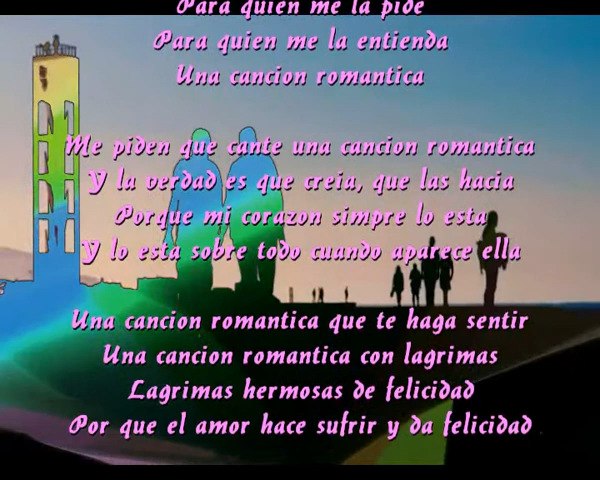 Para quien me la pide
Para quien me la entienda
Una cancion romantica
Me piden que cante una cancion romantica
Y la verdad es que creia, que las hacia
Porque mi corazon simpre lo esta
Y lo esta sobre todo cuando aparece ella
Una cancion romantica que te haga sentir
Una cancion romantica con lagrimas
Lagrimas hermosas de felicidad
Por que el amor hace sufrir y da felicidad